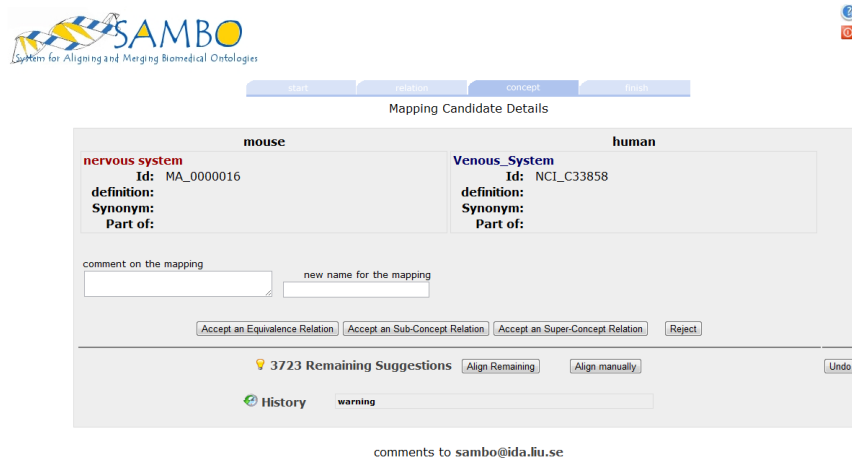 SAMBO
System for Aligning and Merging Biomedical Ontologies
start relation concept finish
Mapping Candidate Details
mouse human
nervous system Venous_System
Id: MA_0000016 Id: NCI_C33858
definition: definition:
Synonym: Synonym:
Part of: Part of:
comment on the mapping
new name for the mapping
Accept an Equivalence Relation Accept an Sub-Concept Relation Accept an Super-Concept Relation Reject
3723 Remaining Suggestions Align Remaining Align manually Undo
History warning
comments to sambo@ida.liu.se